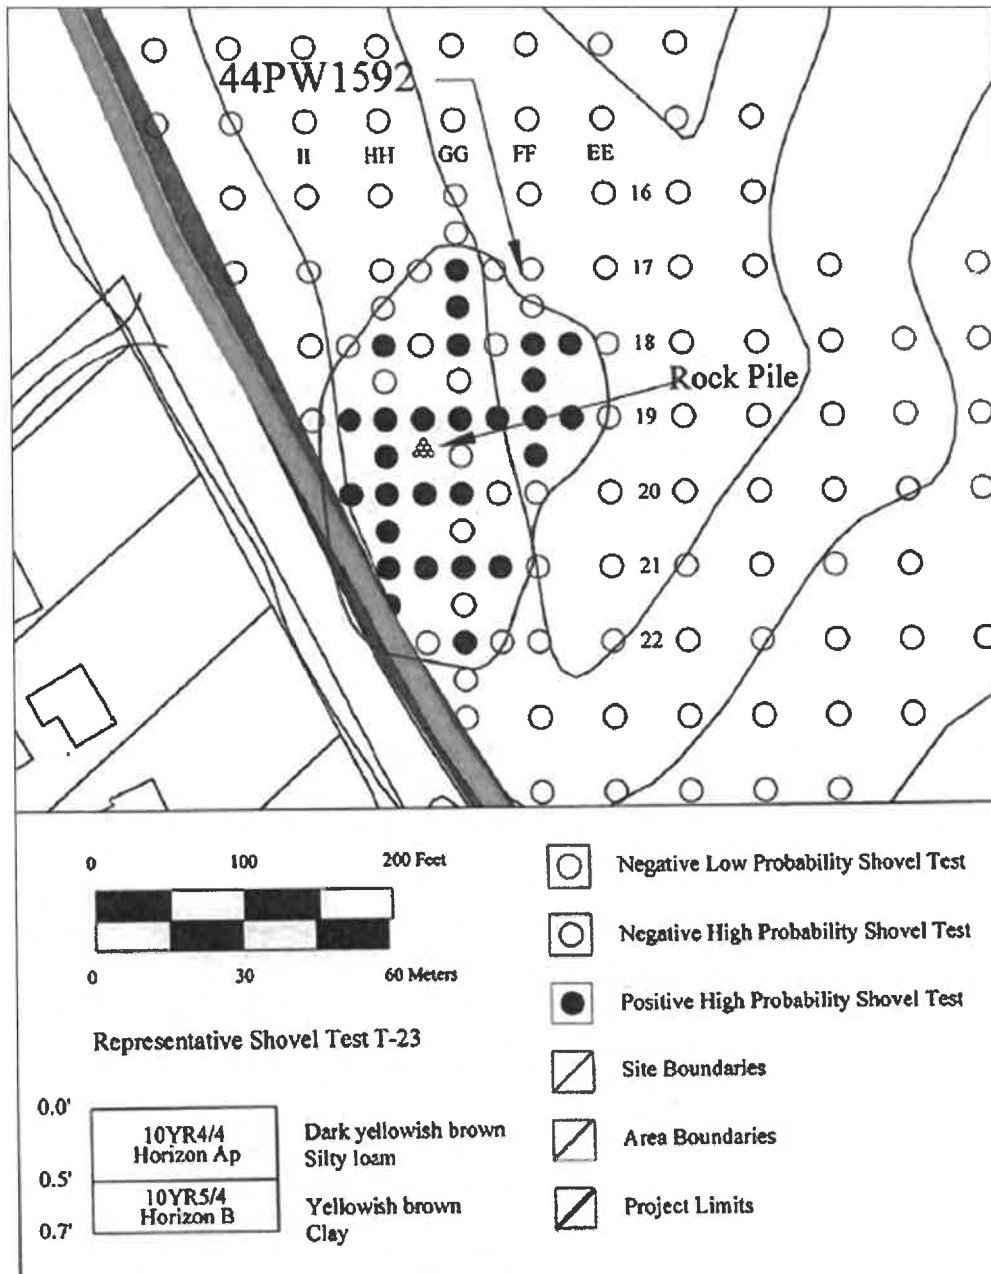 44PW1592
II HH GG FF EE
16
17
18
Rock Pile
19
20
21
22
0 100 200 Feet
0 30 60 Meters
Representative Shovel Test T-23
0.0'
10YR4/4
Horizon Ap
Dark yellowish brown
Silty loam
0.5'
10YR5/4
Horizon B
Yellowish brown
Clay
0.7'
Negative Low Probability Shovel Test
Negative High Probability Shovel Test
Positive High Probability Shovel Test
Site Boundaries
Area Boundaries
Project Limits